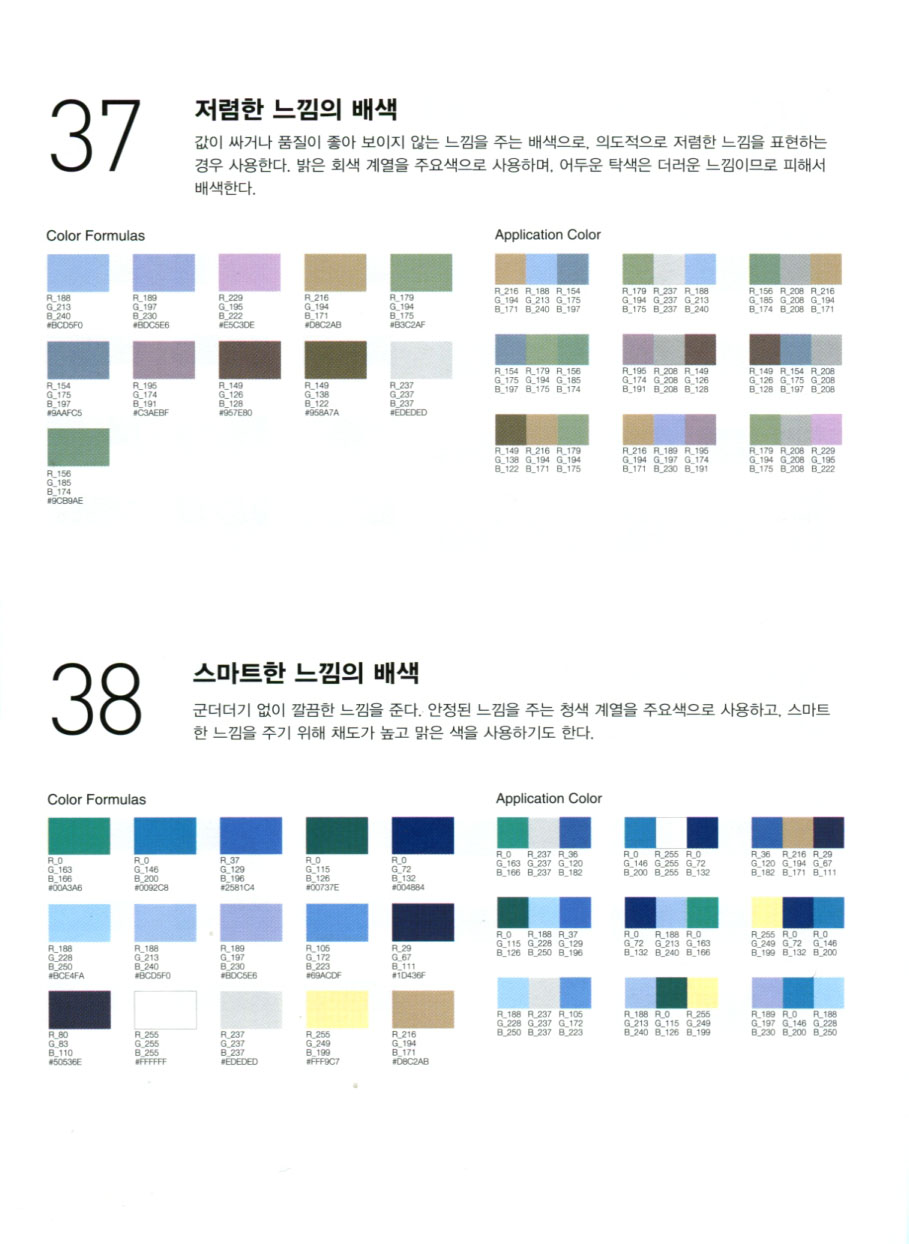 37
저렴한 느낌의 배색
값이 싸거나 품질이 좋아 보이지 않는 느낌을 주는 배색으로, 의도적으로 저렴한 느낌을 표현하는
경우 사용한다. 밝은 회색 계열을 주요색으로 사용하며, 어두운 탁색은 더러운 느낌이므로 피해서
배색한다.
Color Formulas
R_188 R_189 R_229 R_216 R_179
G_213 G_197 G_195 G_194 G_194
B_240 B_230 B_222 B_171 B_175
#BCD5F0 #BDC5E6 #E5C3DE #D8C2AB #B3C2AF
R_154 R_195 R_149 R_149 R_237
G_175 G_174 G_126 G_138 G_237
B_197 B_191 B_128 B_122 B_237
#9AAFC5 #C3AEBF #957E80 #958A7A #EDEDED
R_156
G_185
B_174
#9CB9AE
Application Color
R_216 R_188 R_154 R_179 R_237 R_188 R_156 R_208 R_216
G_194 G_213 G_175 G_194 G_237 G_213 G_185 G_208 G_194
B_171 B_240 B_197 B_175 B_237 B_240 B_174 B_208 B_171
R_154 R_179 R_156 R_195 R_208 R_149 R_149 R_154 R_208
G_175 G_194 G_185 G_174 G_208 G_126 G_126 G_175 G_208
B_197 B_175 B_174 B_191 B_208 B_128 B_128 B_197 B_208
R_149 R_216 R_179 R_216 R_189 R_195 R_179 R_208 R_229
G_138 G_194 G_194 G_194 G_197 G_174 G_194 G_208 G_195
B_122 B_171 B_175 B_171 B_230 B_191 B_175 B_208 B_222
38
스마트한 느낌의 배색
군더더기 없이 깔끔한 느낌을 준다. 안정된 느낌을 주는 청색 계열을 주요색으로 사용하고, 스마트
한 느낌을 주기 위해 채도가 높고 맑은 색을 사용하기도 한다.
Color Formulas
R_0 R_0 R_37 R_0 R_0
G_163 G_146 G_129 G_115 G_72
B_166 B_200 B_196 B_126 B_132
#00A3A6 #0092C8 #2581C4 #00737E #004884
R_188 R_188 R_189 R_105 R_29
G_228 G_213 G_197 G_172 G_67
B_250 B_240 B_230 B_223 B_111
#BCE4FA #BCD5F0 #BDC5E6 #69ACDF #1D436F
R_80 R_255 R_237 R_255 R_216
G_83 G_255 G_237 G_249 G_194
B_110 B_255 B_237 B_199 B_171
#50536E #FFFFFF #EDEDED #FFF9C7 #D8C2AB
Application Color
R_0 R_237 R_36 R_0 R_255 R_0 R_36 R_216 R_29
G_163 G_237 G_120 G_146 G_255 G_72 G_120 G_194 G_67
B_166 B_237 B_182 B_200 B_255 B_132 B_182 B_171 B_111
R_0 R_188 R_37 R_0 R_188 R_0 R_255 R_0 R_0
G_115 G_228 G_129 G_72 G_213 G_163 G_249 G_72 G_146
B_126 B_250 B_196 B_132 B_240 B_166 B_199 B_132 B_200
R_188 R_237 R_105 R_188 R_0 R_255 R_189 R_0 R_188
G_228 G_237 G_172 G_213 G_115 G_249 G_197 G_146 G_228
B_250 B_237 B_223 B_240 B_126 B_199 B_230 B_200 B_250